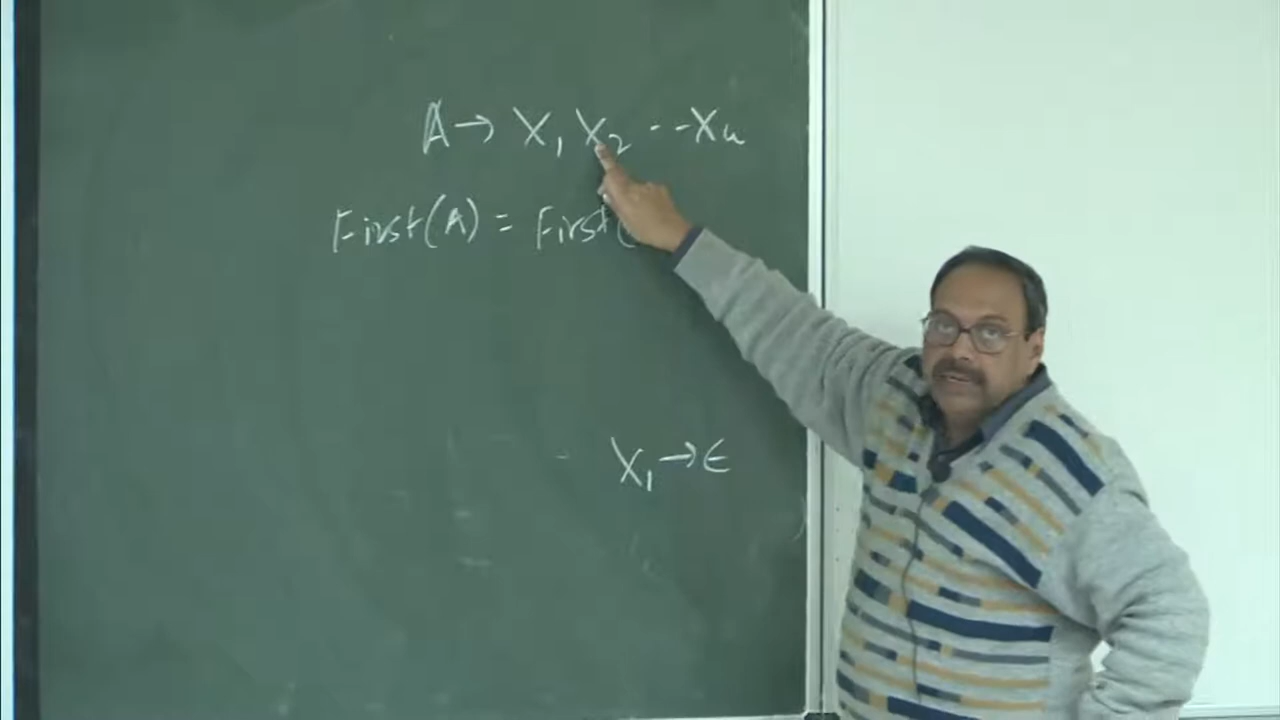 A → X₁ X₂ ... Xₙ
First(A) = First(
X₁ → ∈